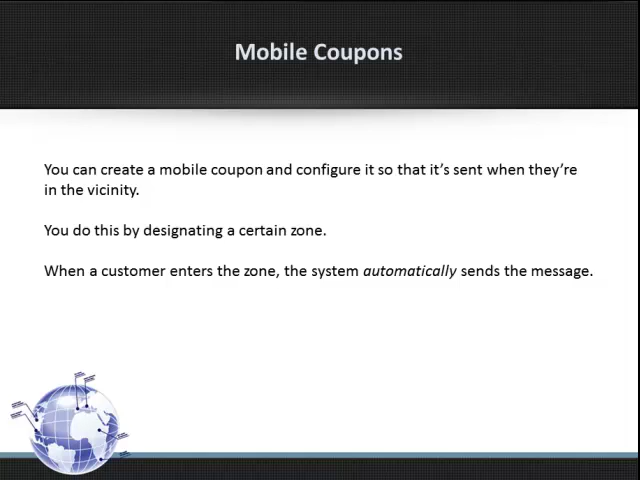 Mobile Coupons
You can create a mobile coupon and configure it so that it’s sent when they’re
in the vicinity.
You do this by designating a certain zone.
When a customer enters the zone, the system automatically sends the message.